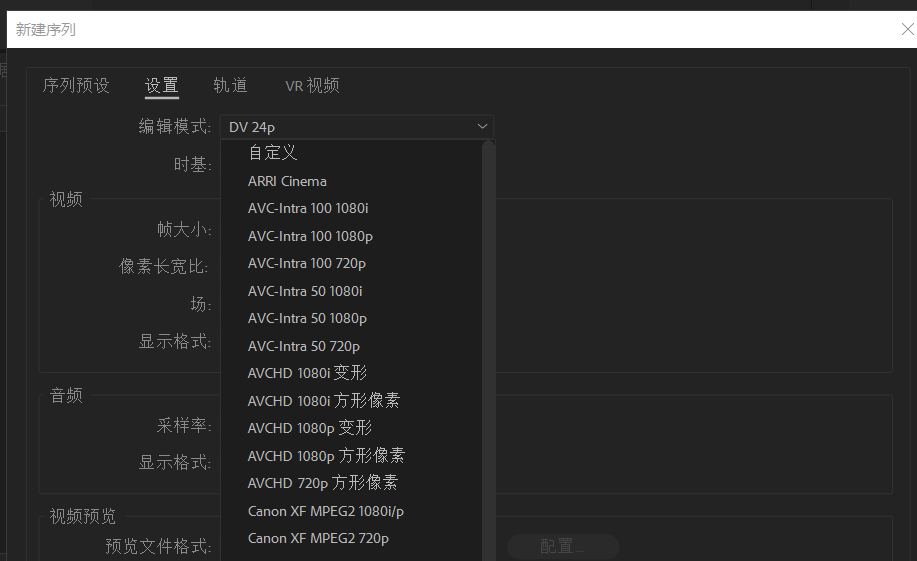 新建序列
序列预设 设置 轨道 VR 视频
编辑模式: DV 24p
自定义
时基:
ARRI Cinema
视频
AVC-Intra 100 1080i
帧大小:
AVC-Intra 100 1080p
像素长宽比:
AVC-Intra 100 720p
AVC-Intra 50 1080i
场:
AVC-Intra 50 1080p
显示格式:
AVC-Intra 50 720p
AVCHD 1080i 变形
音频
AVCHD 1080i 方形像素
采样率:
AVCHD 1080p 变形
显示格式:
AVCHD 1080p 方形像素
AVCHD 720p 方形像素
视频预览
Canon XF MPEG2 1080i/p
预览文件格式:
Canon XF MPEG2 720p
配置...